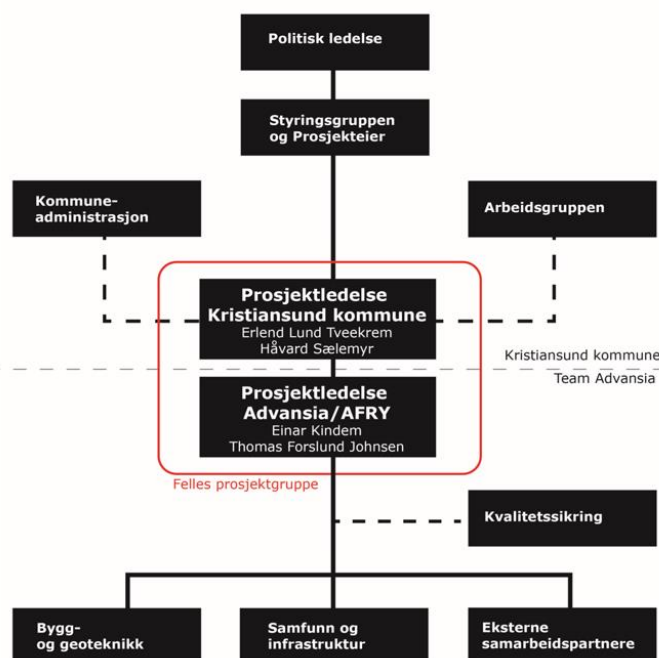 Politisk ledelse
Styringsgruppen
og Prosjekteier
Kommune-
administrasjon
Arbeidsgruppen
Prosjektledelse
Kristiansund kommune
Erlend Lund Tveekrem
Håvard Sælemyr
Kristiansund kommune
Team Advansia
Prosjektledelse
Advansia/AFRY
Einar Kindem
Thomas Forslund Johnsen
Felles prosjektgruppe
Kvalitetssikring
Bygg-
og geoteknikk
Samfunn og
infrastruktur
Eksterne
samarbeidspartnere